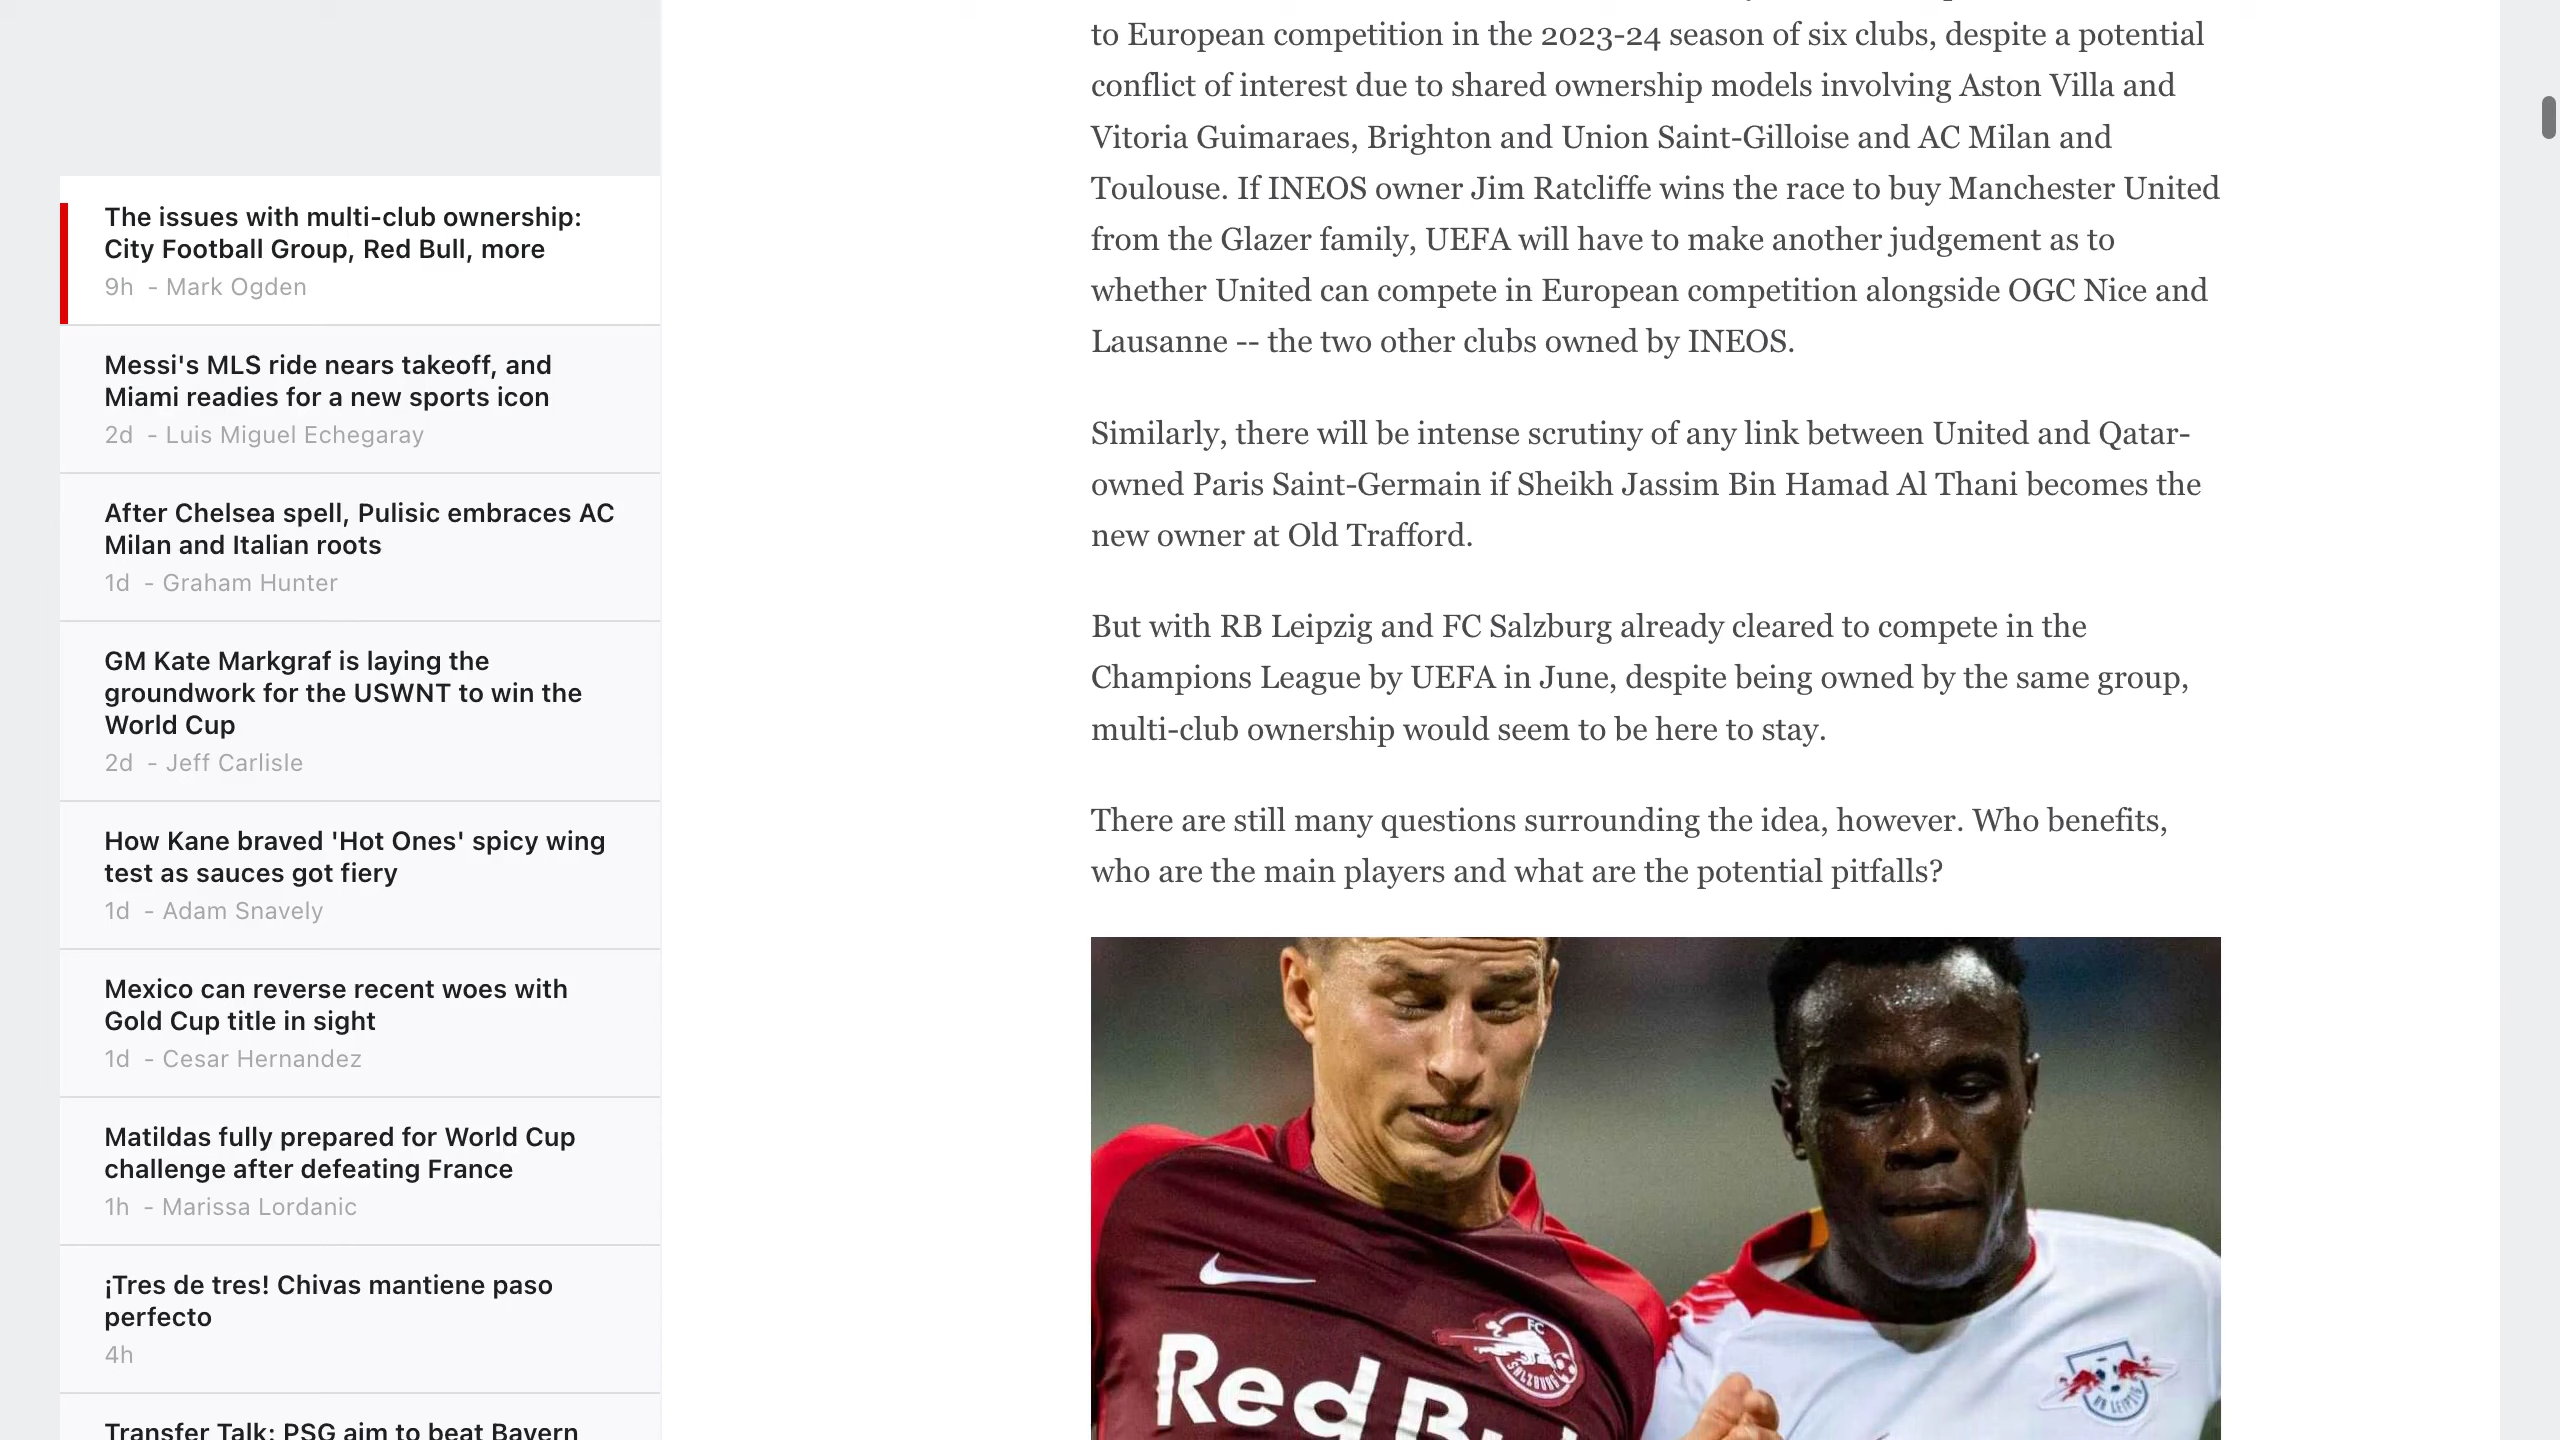 The issues with multi-club ownership:
City Football Group, Red Bull, more
9h - Mark Ogden
Messi's MLS ride nears takeoff, and
Miami readies for a new sports icon
2d - Luis Miguel Echegaray
After Chelsea spell, Pulisic embraces AC
Milan and Italian roots
1d - Graham Hunter
GM Kate Markgraf is laying the
groundwork for the USWNT to win the
World Cup
2d - Jeff Carlisle
How Kane braved 'Hot Ones' spicy wing
test as sauces got fiery
1d - Adam Snavely
Mexico can reverse recent woes with
Gold Cup title in sight
1d - Cesar Hernandez
Matildas fully prepared for World Cup
challenge after defeating France
1h - Marissa Lordanic
¡Tres de tres! Chivas mantiene paso
perfecto
4h
Transfer Talk: PSG aim to beat Bayern
to European competition in the 2023-24 season of six clubs, despite a potential
conflict of interest due to shared ownership models involving Aston Villa and
Vitoria Guimaraes, Brighton and Union Saint-Gilloise and AC Milan and
Toulouse. If INEOS owner Jim Ratcliffe wins the race to buy Manchester United
from the Glazer family, UEFA will have to make another judgement as to
whether United can compete in European competition alongside OGC Nice and
Lausanne -- the two other clubs owned by INEOS.
Similarly, there will be intense scrutiny of any link between United and Qatar-
owned Paris Saint-Germain if Sheikh Jassim Bin Hamad Al Thani becomes the
new owner at Old Trafford.
But with RB Leipzig and FC Salzburg already cleared to compete in the
Champions League by UEFA in June, despite being owned by the same group,
multi-club ownership would seem to be here to stay.
There are still many questions surrounding the idea, however. Who benefits,
who are the main players and what are the potential pitfalls?
FC
SALZBURG
RB LEIPZIG
Red B